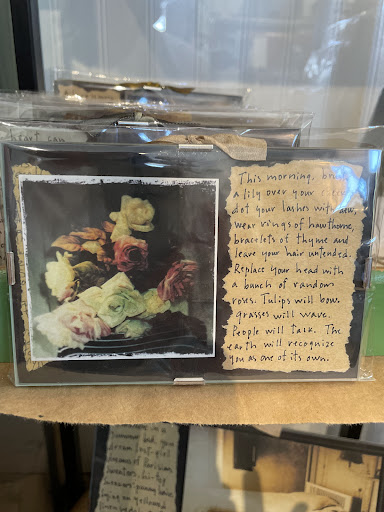 This morning,
a lily over your
dot your lashes with dew,
wear rings of hawthorne,
bracelets of thyme and
leave your hair untended.
Replace your head with
a bunch of random
roses. Tulips will bow.
grasses will wave.
People will talk. The
earth will recognize
you as one of its own.